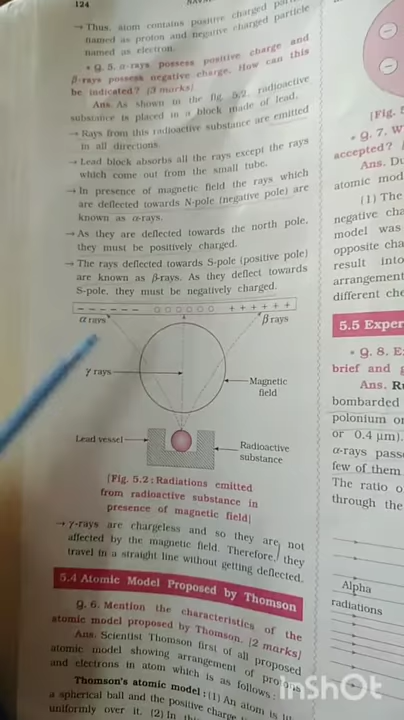 124
→ Thus, atom contains positive charged
named as proton and negative charged particle
named as electron.
• Q. 5. α-rays possess positive charge and
β-rays possess negative charge. How can this
be indicated? [3 marks]
Ans. As shown in the fig. 5.2, radioactive
substance is placed in a block made of lead.
→ Rays from this radioactive substance are emitted
in all directions.
→ Lead block absorbs all the rays except the rays
which come out from the small tube.
→ In presence of magnetic field the rays which
are deflected towards N-pole (negative pole) are
known as α-rays.
→ As they are deflected towards the north pole,
they must be positively charged.
→ The rays deflected towards S-pole (positive pole)
are known as β-rays. As they deflect towards
S-pole, they must be negatively charged.
α rays
β rays
γ rays
Magnetic
field
Lead vessel
Radioactive
substance
[Fig. 5.2 : Radiations emitted
from radioactive substance in
presence of magnetic field]
→ γ-rays are chargeless and so they are not
affected by the magnetic field. Therefore, they
travel in a straight line without getting deflected.
5.4 Atomic Model Proposed by Thomson
Q. 6. Mention the characteristics of the
atomic model proposed by Thomson. [2 marks]
Ans. Scientist Thomson first of all proposed
atomic model showing arrangement of protons
and electrons in atom which is as follows :
Thomson's atomic model : (1) An atom is
a spherical ball and the positive charge
uniformly over it. (2) In
[Fig. 5
• Q. 7. W
accepted?
Ans. Du
atomic mod
(1) The
negative cha
model was
opposite cha
result into
arrangement
different cha
5.5 Exper
• Q. 8. E
brief and
Ans. Ru
bombarded
polonium or
or 0.4 μm).
α-rays pass
few of them
The ratio o
through the
Alpha
radiations
InShOt